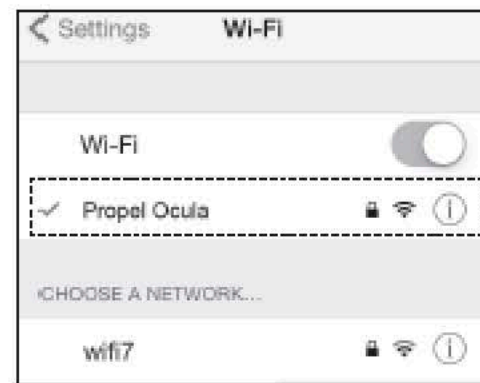 Settings Wi-Fi
Wi-Fi
Propel Ocula
CHOOSE A NETWORK...
wifi7